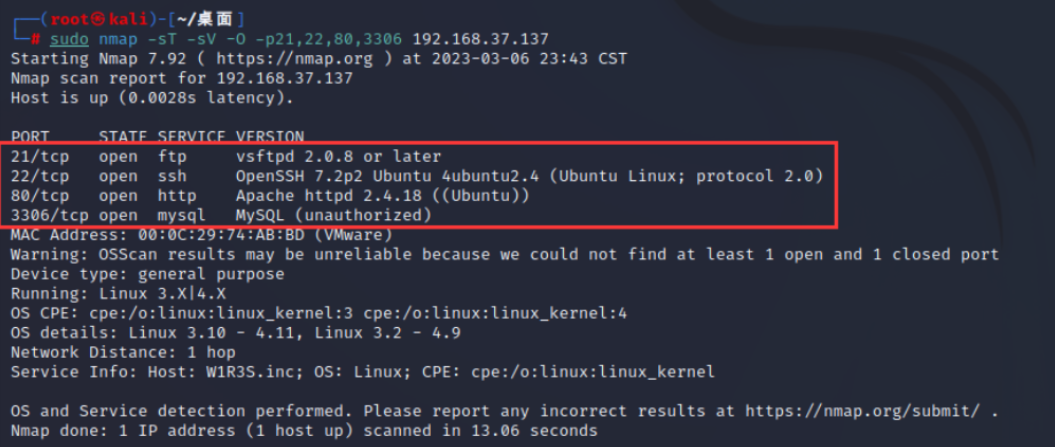 ┌──(root㉿kali)-[~/桌面]
└─# sudo nmap -sT -sV -O -p21,22,80,3306 192.168.37.137
Starting Nmap 7.92 ( https://nmap.org ) at 2023-03-06 23:43 CST
Nmap scan report for 192.168.37.137
Host is up (0.0028s latency).
PORT     STATE SERVICE VERSION
21/tcp   open  ftp     vsftpd 2.0.8 or later
22/tcp   open  ssh     OpenSSH 7.2p2 Ubuntu 4ubuntu2.4 (Ubuntu Linux; protocol 2.0)
80/tcp   open  http    Apache httpd 2.4.18 ((Ubuntu))
3306/tcp open  mysql   MySQL (unauthorized)
MAC Address: 00:0C:29:74:AB:BD (VMware)
Warning: OSScan results may be unreliable because we could not find at least 1 open and 1 closed port
Device type: general purpose
Running: Linux 3.X|4.X
OS CPE: cpe:/o:linux:linux_kernel:3 cpe:/o:linux:linux_kernel:4
OS details: Linux 3.10 - 4.11, Linux 3.2 - 4.9
Network Distance: 1 hop
Service Info: Host: W1R3S.inc; OS: Linux; CPE: cpe:/o:linux:linux_kernel
OS and Service detection performed. Please report any incorrect results at https://nmap.org/submit/ .
Nmap done: 1 IP address (1 host up) scanned in 13.06 seconds